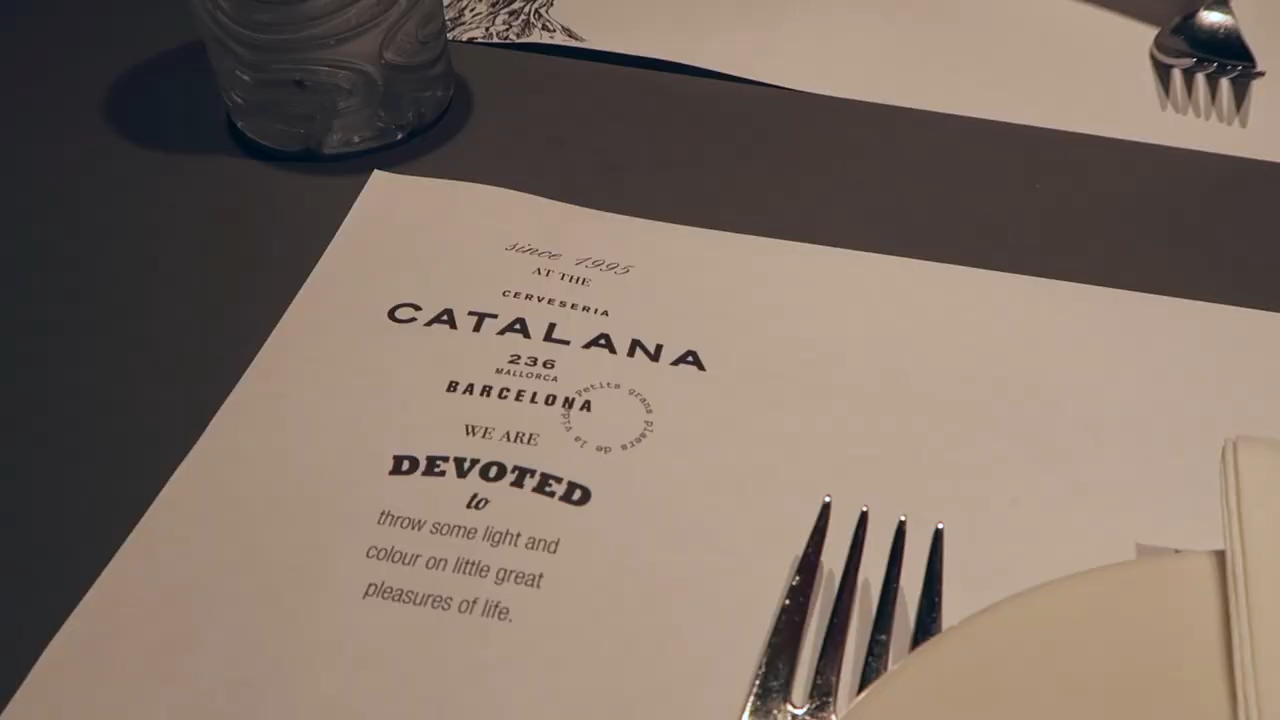 since 1995
AT THE
CERVESERIA
CATALANA
236
MALLORCA
BARCELONA
Petits grans plaers de la vida
WE ARE
DEVOTED
to
throw some light and
colour on little great
pleasures of life.